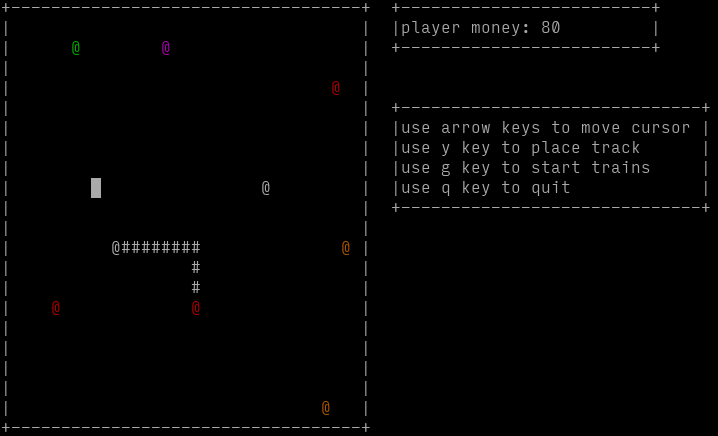 player money: 80
use arrow keys to move cursor
use y key to place track
use g key to start trains
use q key to quit
@ @
@
@
@######## @
#
#
@ @
@